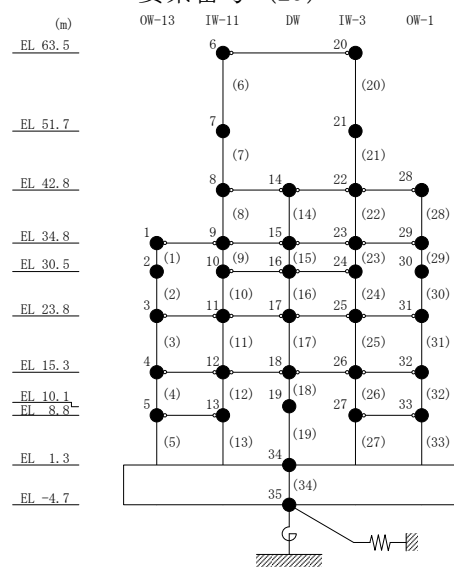 (m) OW-13 IW-11 DW IW-3 OW-1
EL 63.5 6 20
(6) (20)
EL 51.7 7 21
(7) (21)
EL 42.8 8 14 22 28
(8) (14) (22) (28)
EL 34.8 1 9 15 23 29
(1) (9) (15) (23) (29)
EL 30.5 2 10 16 24 30
(2) (10) (16) (24) (30)
EL 23.8 3 11 17 25 31
(3) (11) (17) (25) (31)
EL 15.3 4 12 18 26 32
(4) (12) (18) (26) (32)
EL 10.1 19
EL 8.8 5 13 27 33
(5) (13) (19) (27) (33)
EL 1.3 34
(34)
EL -4.7 35